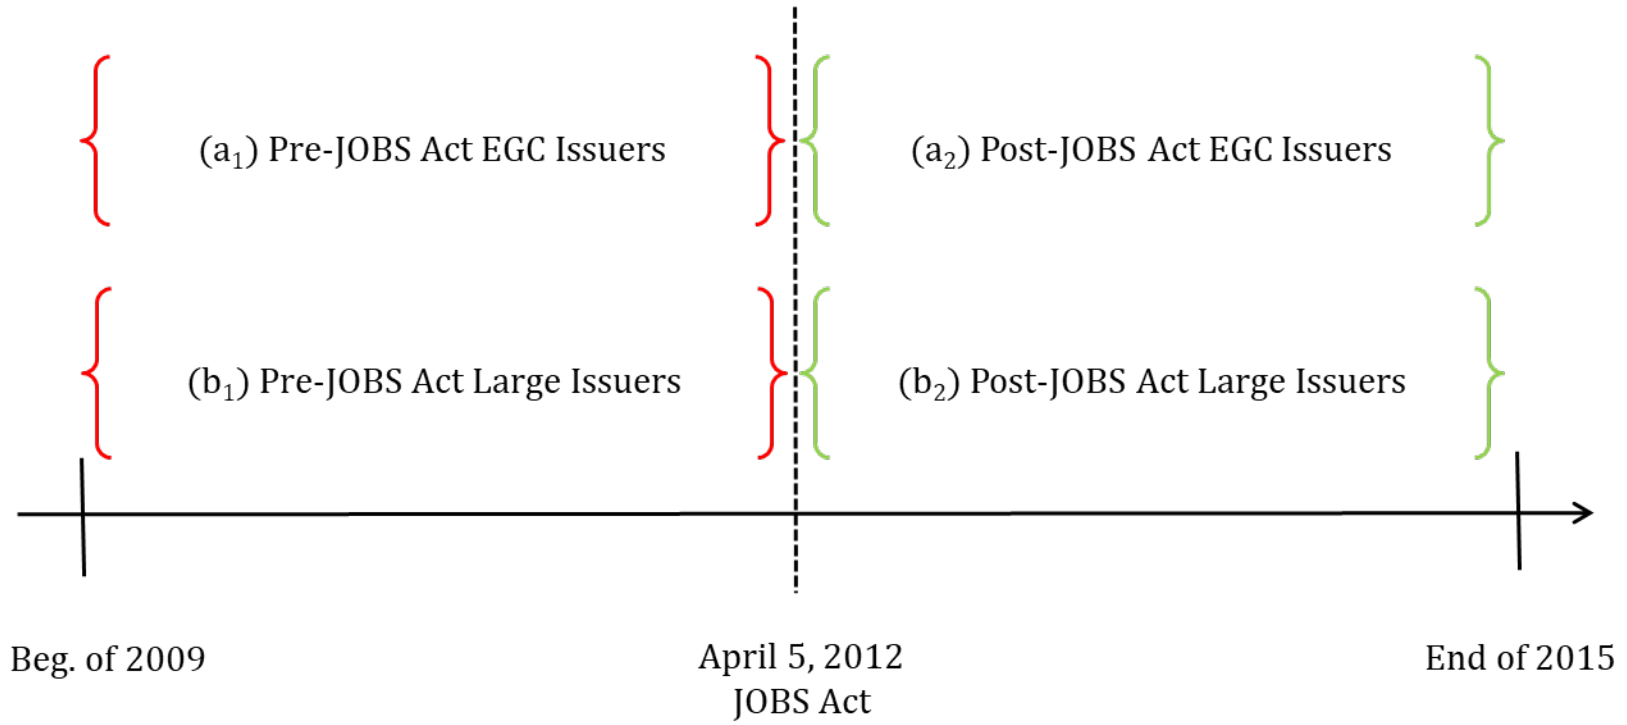 (a₁) Pre-JOBS Act EGC Issuers
(a₂) Post-JOBS Act EGC Issuers
(b₁) Pre-JOBS Act Large Issuers
(b₂) Post-JOBS Act Large Issuers
Beg. of 2009
April 5, 2012
JOBS Act
End of 2015